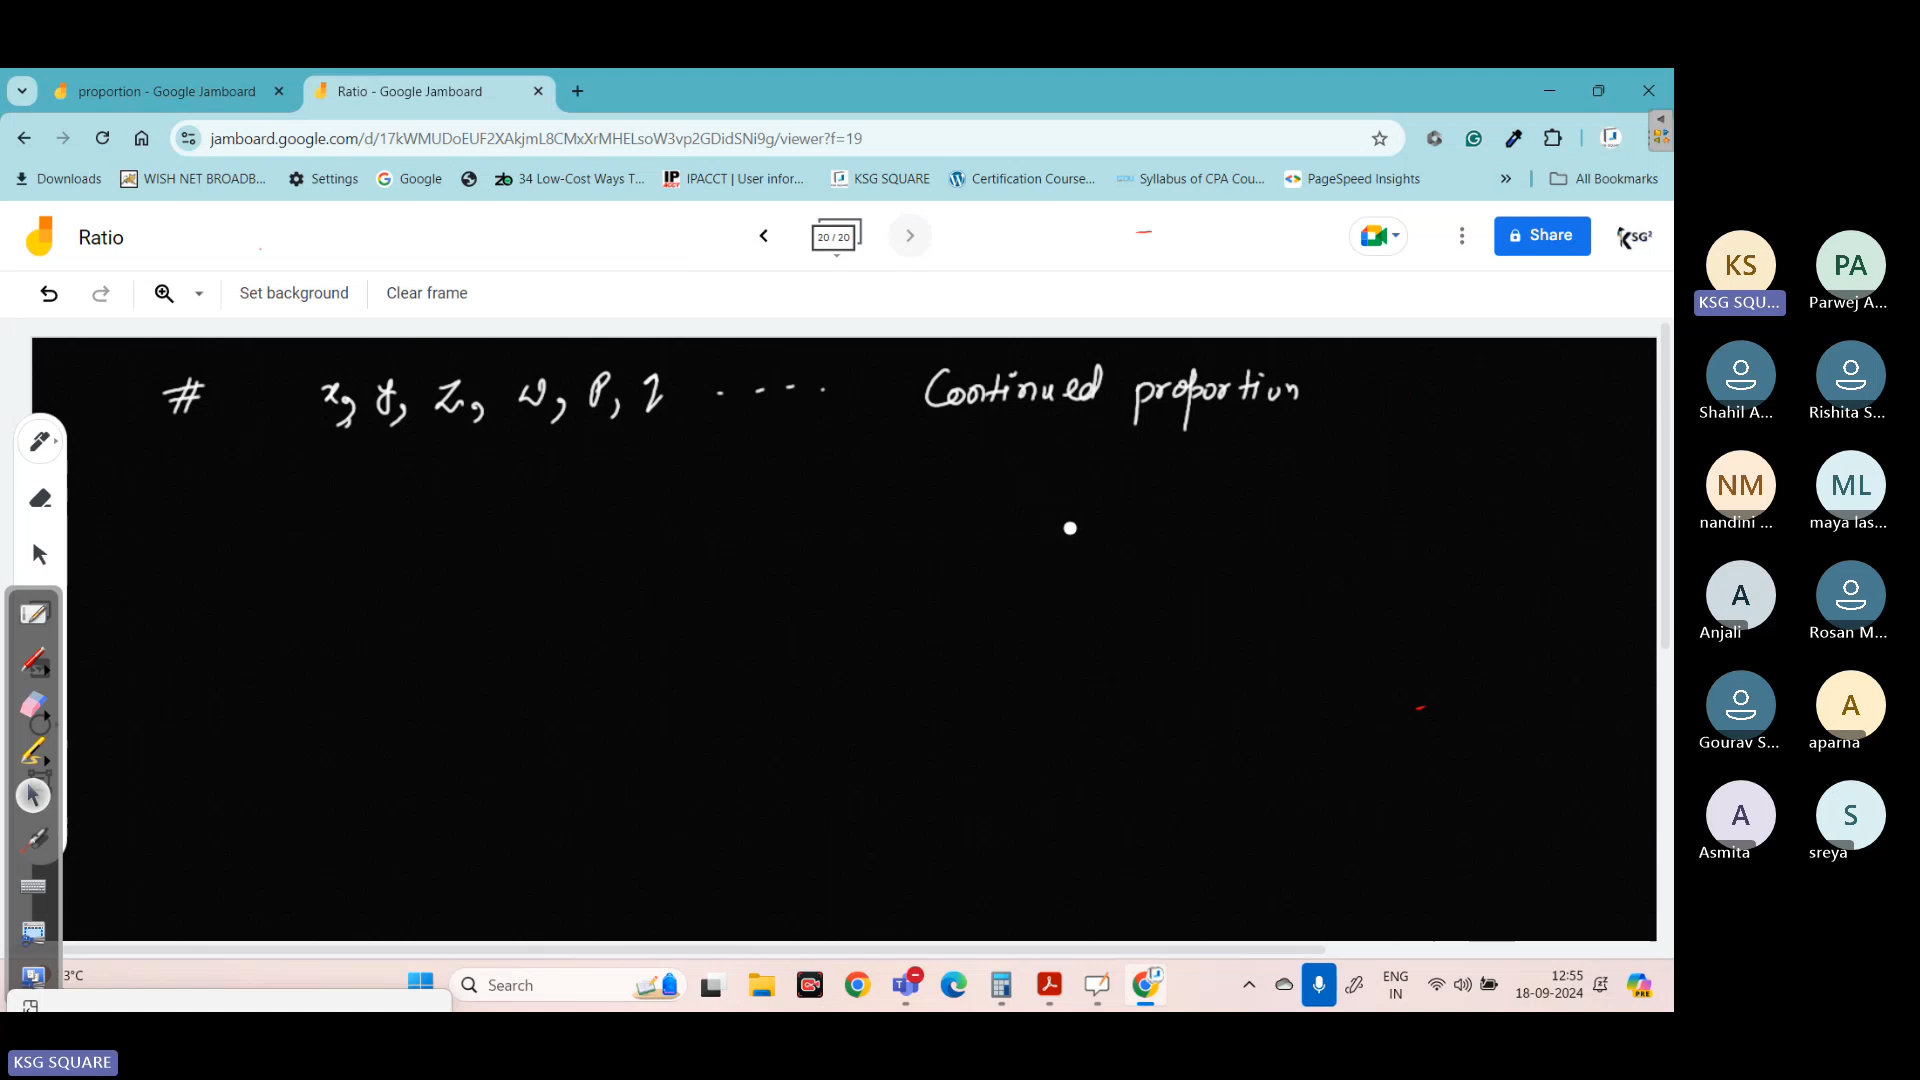 proportion - Google Jamboard
Ratio - Google Jamboard
jamboard.google.com/d/17kWMUDoEUF2XAkjmL8CMxXrMHELsoW3vp2GDidSNi9g/viewer?f=19
Downloads WISH NET BROADB... Settings Google 34 Low-Cost Ways T... IPACCT | User infor... KSG SQUARE Certification Course... Syllabus of CPA Cou... PageSpeed Insights » All Bookmarks
Ratio 20 / 20 Share KSG²
Set background Clear frame
# x, y, z, w, p, q ..... Continued proportion
KS PA
KSG SQU... Parwej A...
Shahil A... Rishita S...
NM ML
nandini ... maya las...
A
Anjali Rosan M...
A
Gourav S... aparna
A S
Asmita sreya
3°C Search ENG IN 12:55 18-09-2024 PRE
KSG SQUARE